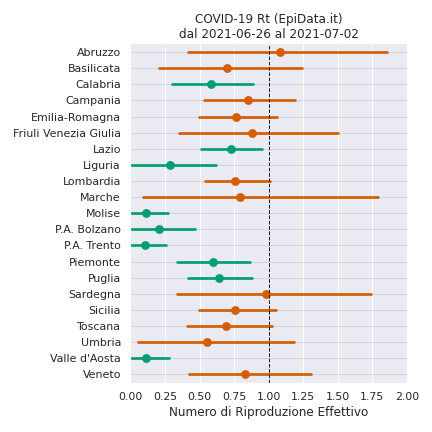 COVID-19 Rt (EpiData.it)
dal 2021-06-26 al 2021-07-02
Abruzzo
Basilicata
Calabria
Campania
Emilia-Romagna
Friuli Venezia Giulia
Lazio
Liguria
Lombardia
Marche
Molise
P.A. Bolzano
P.A. Trento
Piemonte
Puglia
Sardegna
Sicilia
Toscana
Umbria
Valle d'Aosta
Veneto
0.00 0.25 0.50 0.75 1.00 1.25 1.50 1.75 2.00
Numero di Riproduzione Effettivo